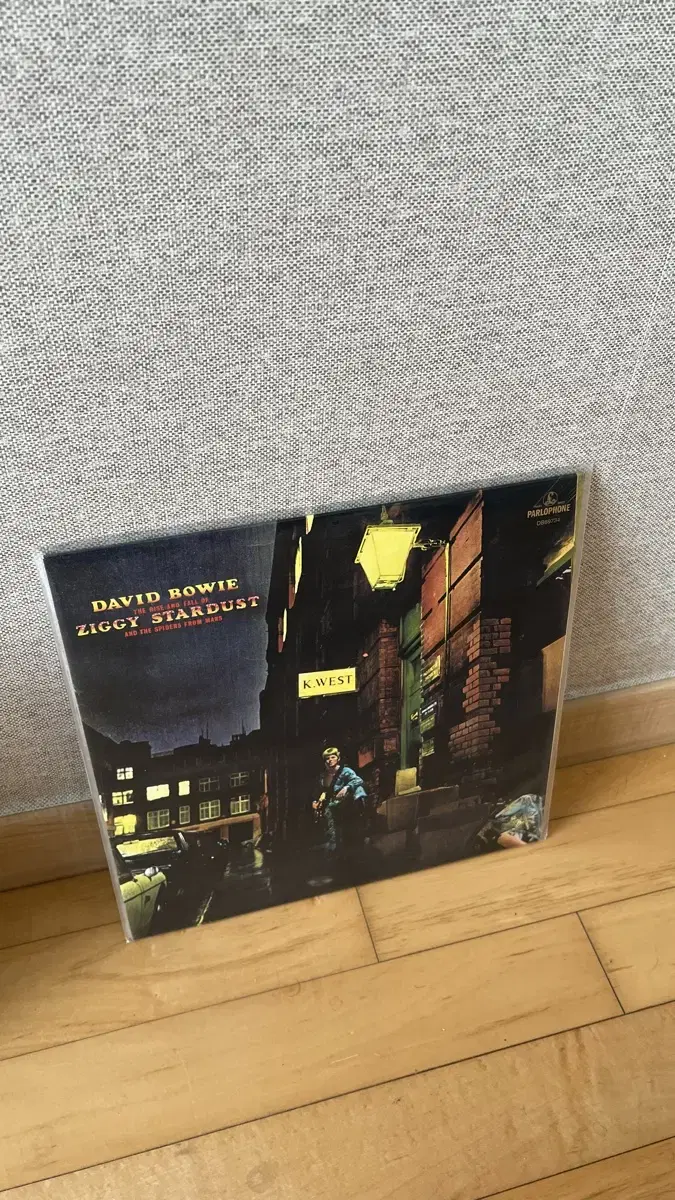 DAVID BOWIE
THE RISE AND FALL OF
ZIGGY STARDUST
AND THE SPIDERS FROM MARS
K.WEST
PARLOPHONE